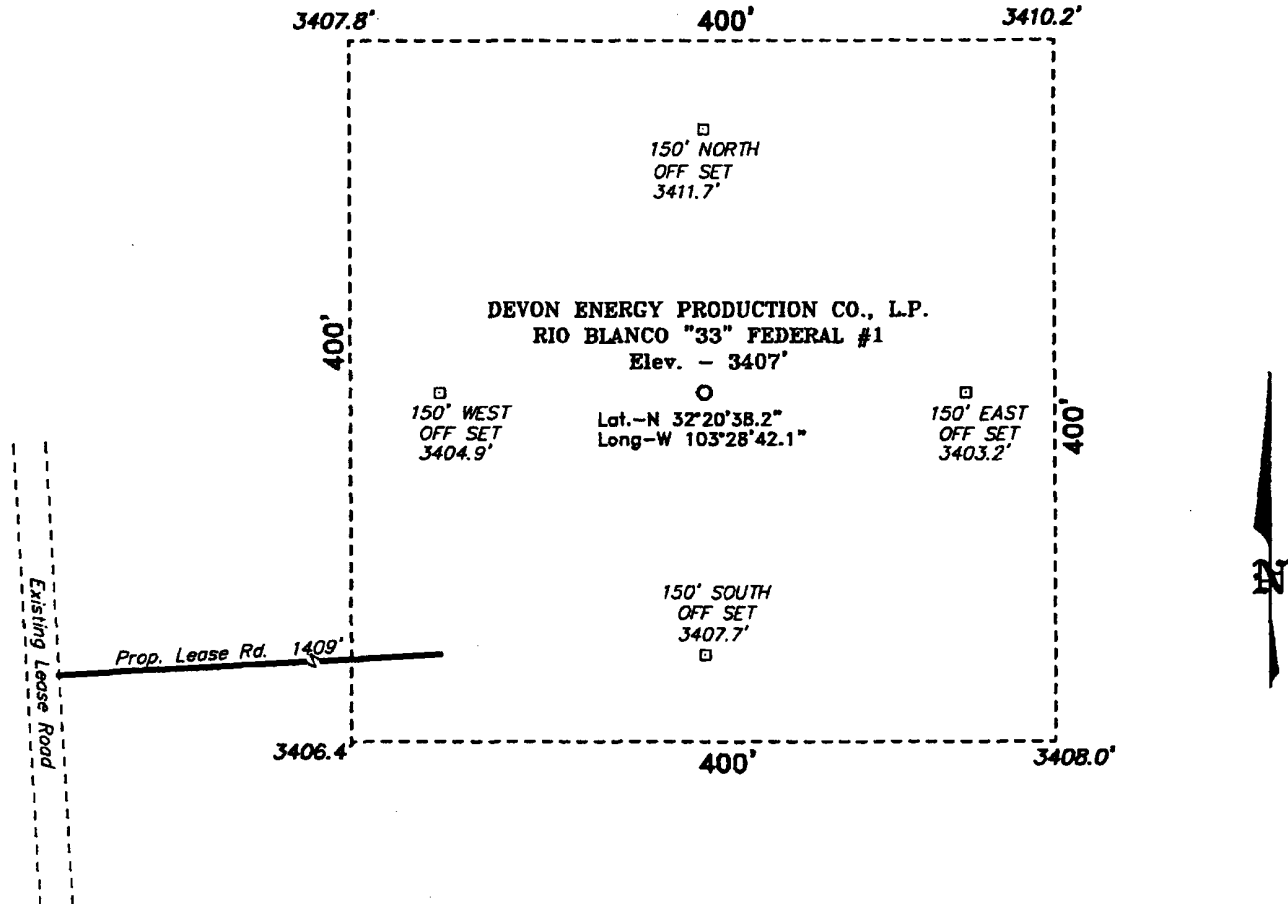 3407.8'
400'
3410.2'
150' NORTH
OFF SET
3411.7'
DEVON ENERGY PRODUCTION CO., L.P.
RIO BLANCO "33" FEDERAL #1
Elev. - 3407'
400'
150' WEST
OFF SET
3404.9'
Lat.-N 32°20'38.2"
Long-W 103°28'42.1"
150' EAST
OFF SET
3403.2'
400'
N
150' SOUTH
OFF SET
3407.7'
Existing Lease Road
Prop. Lease Rd. 1409'
3406.4'
400'
3408.0'